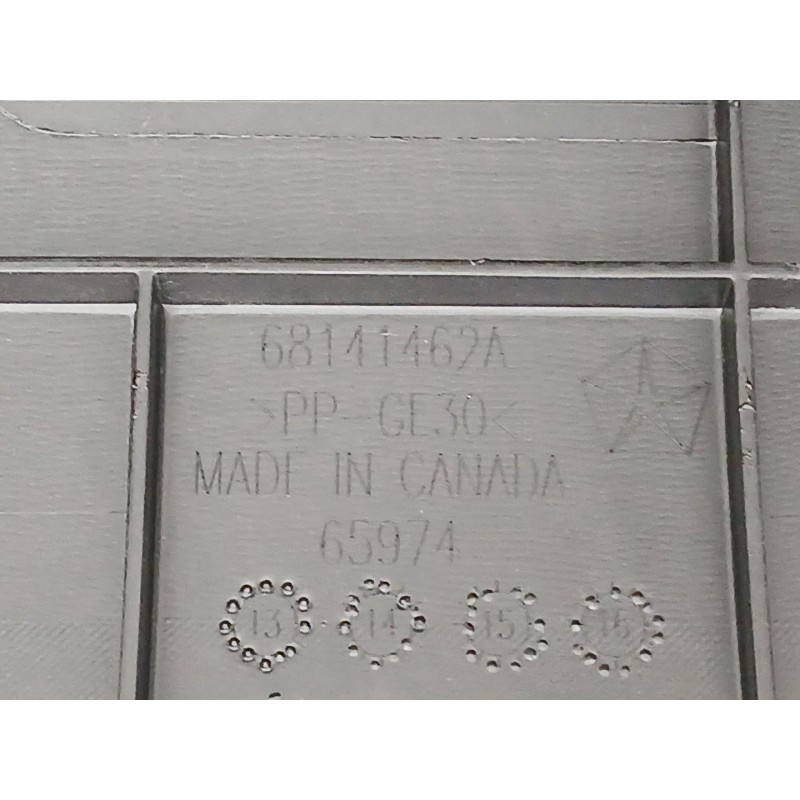 68141462A
>PP-GE30<
MADE IN CANADA
65974
13 14 15 16